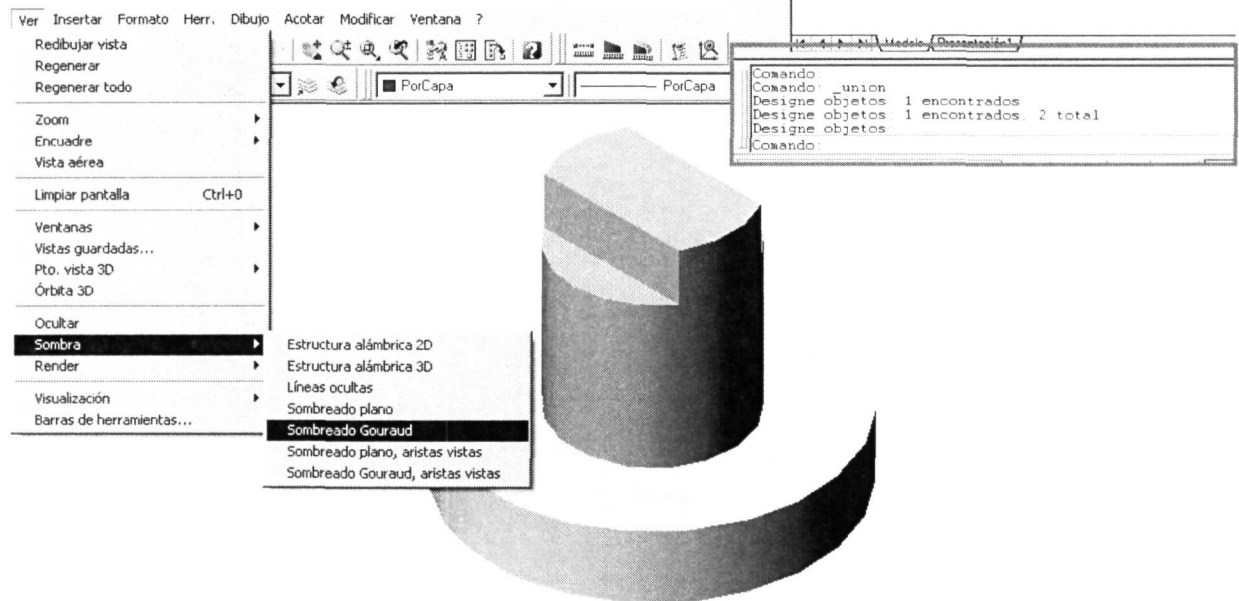 Ver Insertar Formato Herr. Dibujo Acotar Modificar Ventana ?
Redibujar vista
Regenerar
Regenerar todo
Zoom
Encuadre
Vista aérea
Limpiar pantalla Ctrl+0
Ventanas
Vistas guardadas...
Pto. vista 3D
Órbita 3D
Ocultar
Sombra
Render
Visualización
Barras de herramientas...
Estructura alámbrica 2D
Estructura alámbrica 3D
Líneas ocultas
Sombreado plano
Sombreado Gouraud
Sombreado plano, aristas vistas
Sombreado Gouraud, aristas vistas
PorCapa PorCapa
Modelo Presentación1
Comando:
Comando: _union
Designe objetos: 1 encontrados
Designe objetos: 1 encontrados, 2 total
Designe objetos:
Comando: